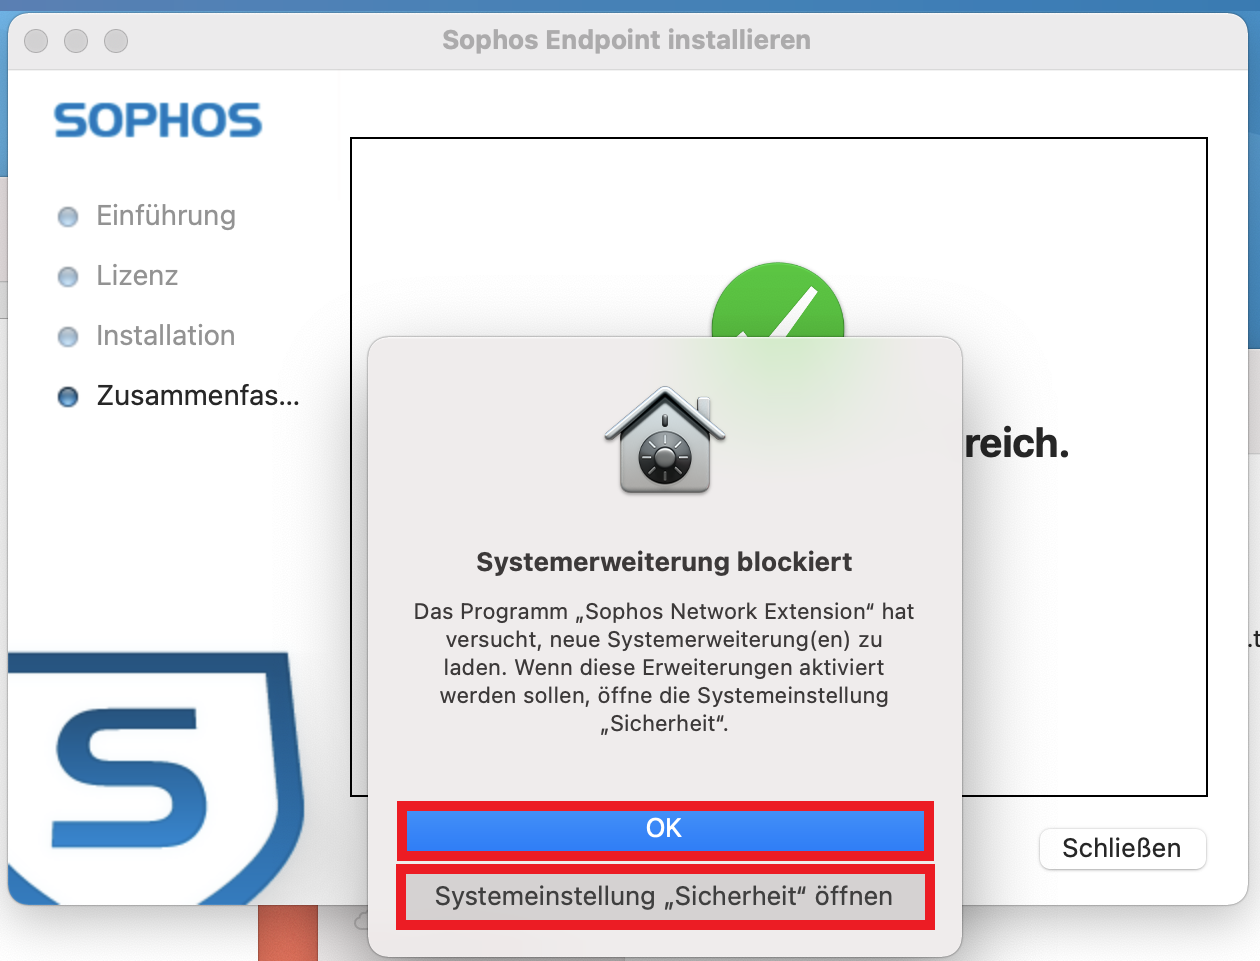 Sophos Endpoint installieren
SOPHOS
Einführung
Lizenz
Installation
Zusammenfas...
reich.
Systemerweiterung blockiert
Das Programm „Sophos Network Extension“ hat
versucht, neue Systemerweiterung(en) zu
laden. Wenn diese Erweiterungen aktiviert
werden sollen, öffne die Systemeinstellung
„Sicherheit“.
OK
Systemeinstellung „Sicherheit“ öffnen
Schließen
.t